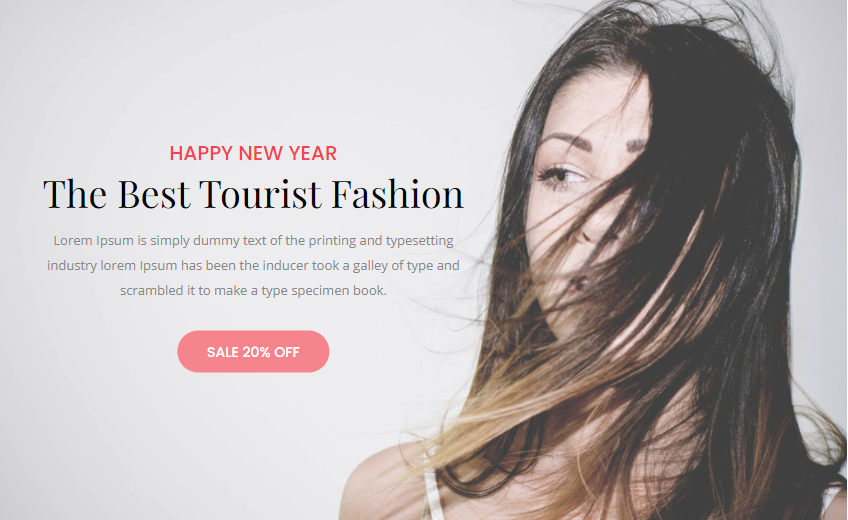 HAPPY NEW YEAR
The Best Tourist Fashion
Lorem Ipsum is simply dummy text of the printing and typesetting
industry lorem Ipsum has been the inducer took a galley of type and
scrambled it to make a type specimen book.
SALE 20% OFF